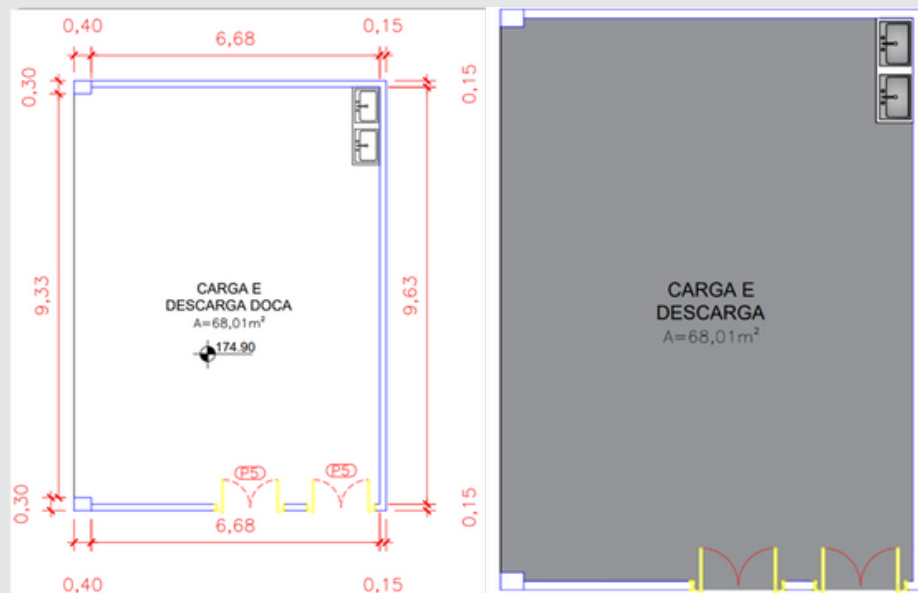 0,40
6,68
0,15
0,30
0,15
9,33
9,63
CARGA E
DESCARGA DOCA
A=68,01m²
174.90
CARGA E
DESCARGA
A=68,01m²
P5
P5
0,30
0,15
6,68
0,40
0,15